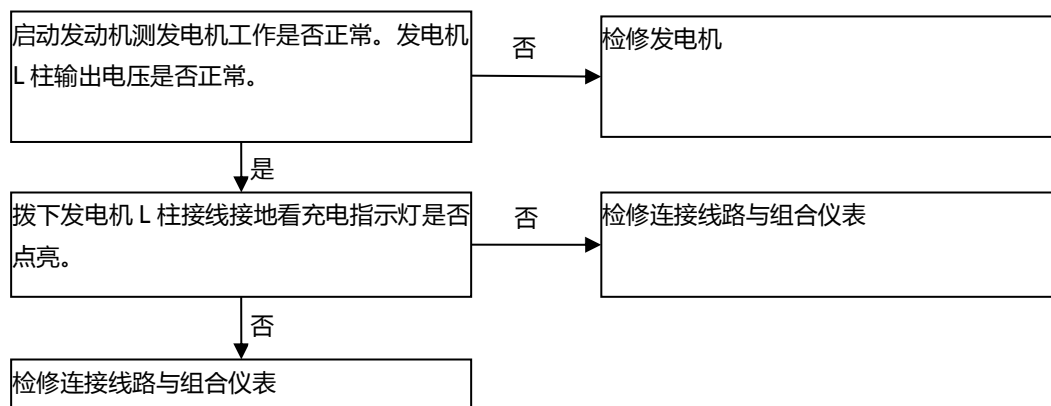 启动发动机测发电机工作是否正常。发电机
L 柱输出电压是否正常。
否
检修发电机
是
拨下发电机 L 柱接线接地看充电指示灯是否
点亮。
否
检修连接线路与组合仪表
否
检修连接线路与组合仪表